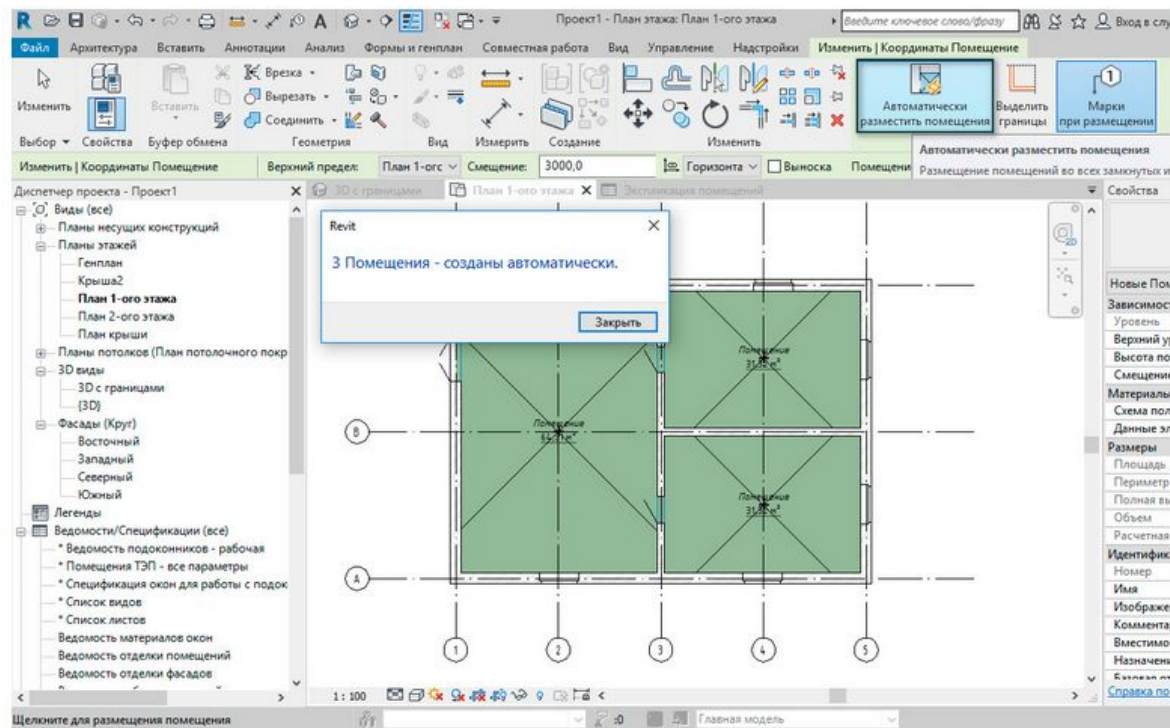 Проект1 - План этажа: План 1-ого этажа
Введите ключевое слово/фразу
Вход в слу
Файл Архитектура Вставить Аннотации Анализ Формы и генплан Совместная работа Вид Управление Надстройки Изменить | Координаты Помещение
Изменить
Вставить
Врезка
Вырезать
Соединить
Автоматически разместить помещения
Выделить границы
Марки при размещении
Выбор Свойства Буфер обмена Геометрия Вид Измерить Создание Изменить
Автоматически разместить помещения
Размещение помещений во всех замкнутых и
Изменить | Координаты Помещение Верхний предел: План 1-ого Смещение: 3000,0 Горизонта Выноска Помещени
Диспетчер проекта - Проект1
3D с границами План 1-ого этажа Экспликация помещений
Свойства
Виды (все)
Планы несущих конструкций
Планы этажей
Генплан
Крыша2
План 1-ого этажа
План 2-ого этажа
План крыши
Планы потолков (План потолочного покр
3D виды
3D с границами
{3D}
Фасады (Круг)
Восточный
Западный
Северный
Южный
Легенды
Ведомости/Спецификации (все)
* Ведомость подоконников - рабочая
* Помещения ТЭП - все параметры
* Спецификация окон для работы с подок
* Список видов
* Список листов
Ведомость материалов окон
Ведомость отделки помещений
Ведомость отделки фасадов
Revit
3 Помещения - созданы автоматически.
Закрыть
Помещение
Помещение
Помещение
Б
А
1 2 3 4 5
Новые Пом
Зависимост
Уровень
Верхний ур
Высота по
Смещение
Материалы
Схема пол
Данные эл
Размеры
Площадь
Периметр
Полная вы
Объем
Расчетная
Идентифик
Номер
Имя
Изображе
Коммента
Вместимо
Назначени
Справка по
1 : 100
Щелкните для размещения помещения
:0
Главная модель